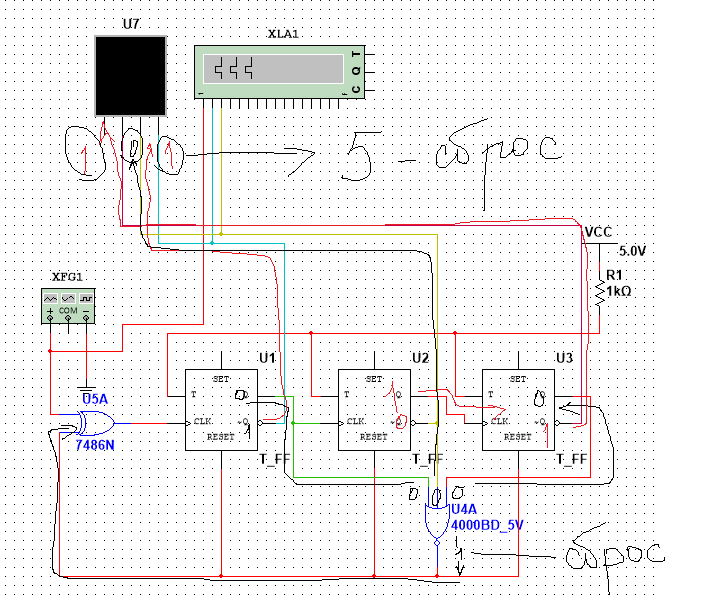 U7
XLA1
T
Q
C
1 0 1
5 - сброс
VCC
5.0V
XFG1
COM
R1
1kΩ
U1
U2
U3
SET
SET
SET
T
Q
T
Q
T
Q
0
1
0
U5A
CLK
~Q
CLK
~Q
CLK
~Q
1
0
1
RESET
RESET
RESET
7486N
T_FF
T_FF
T_FF
0 0 0
U4A
4000BD_5V
1
сброс